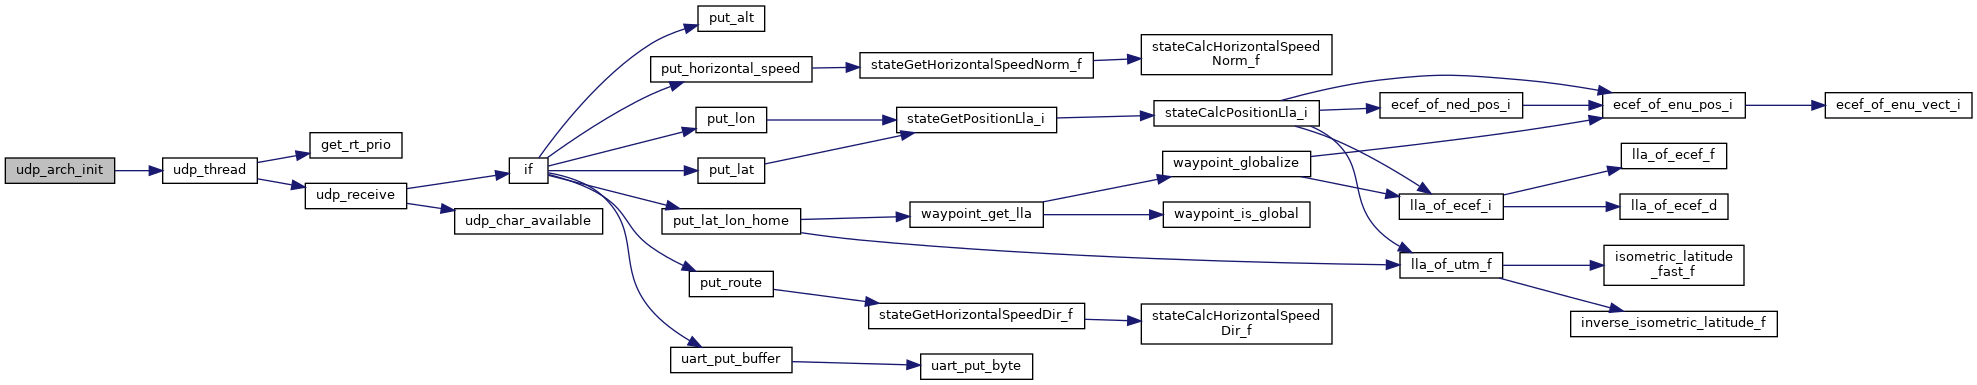 udp_arch_init
udp_thread
get_rt_prio
udp_receive
if
udp_char_available
put_alt
put_horizontal_speed
put_lon
put_lat
put_lat_lon_home
put_route
uart_put_buffer
stateGetHorizontalSpeedNorm_f
stateGetPositionLla_i
waypoint_get_lla
stateGetHorizontalSpeedDir_f
uart_put_byte
stateCalcHorizontalSpeed
Norm_f
stateCalcPositionLla_i
waypoint_globalize
waypoint_is_global
stateCalcHorizontalSpeed
Dir_f
ecef_of_ned_pos_i
lla_of_ecef_i
lla_of_utm_f
ecef_of_enu_pos_i
lla_of_ecef_f
lla_of_ecef_d
isometric_latitude
_fast_f
inverse_isometric_latitude_f
ecef_of_enu_vect_i